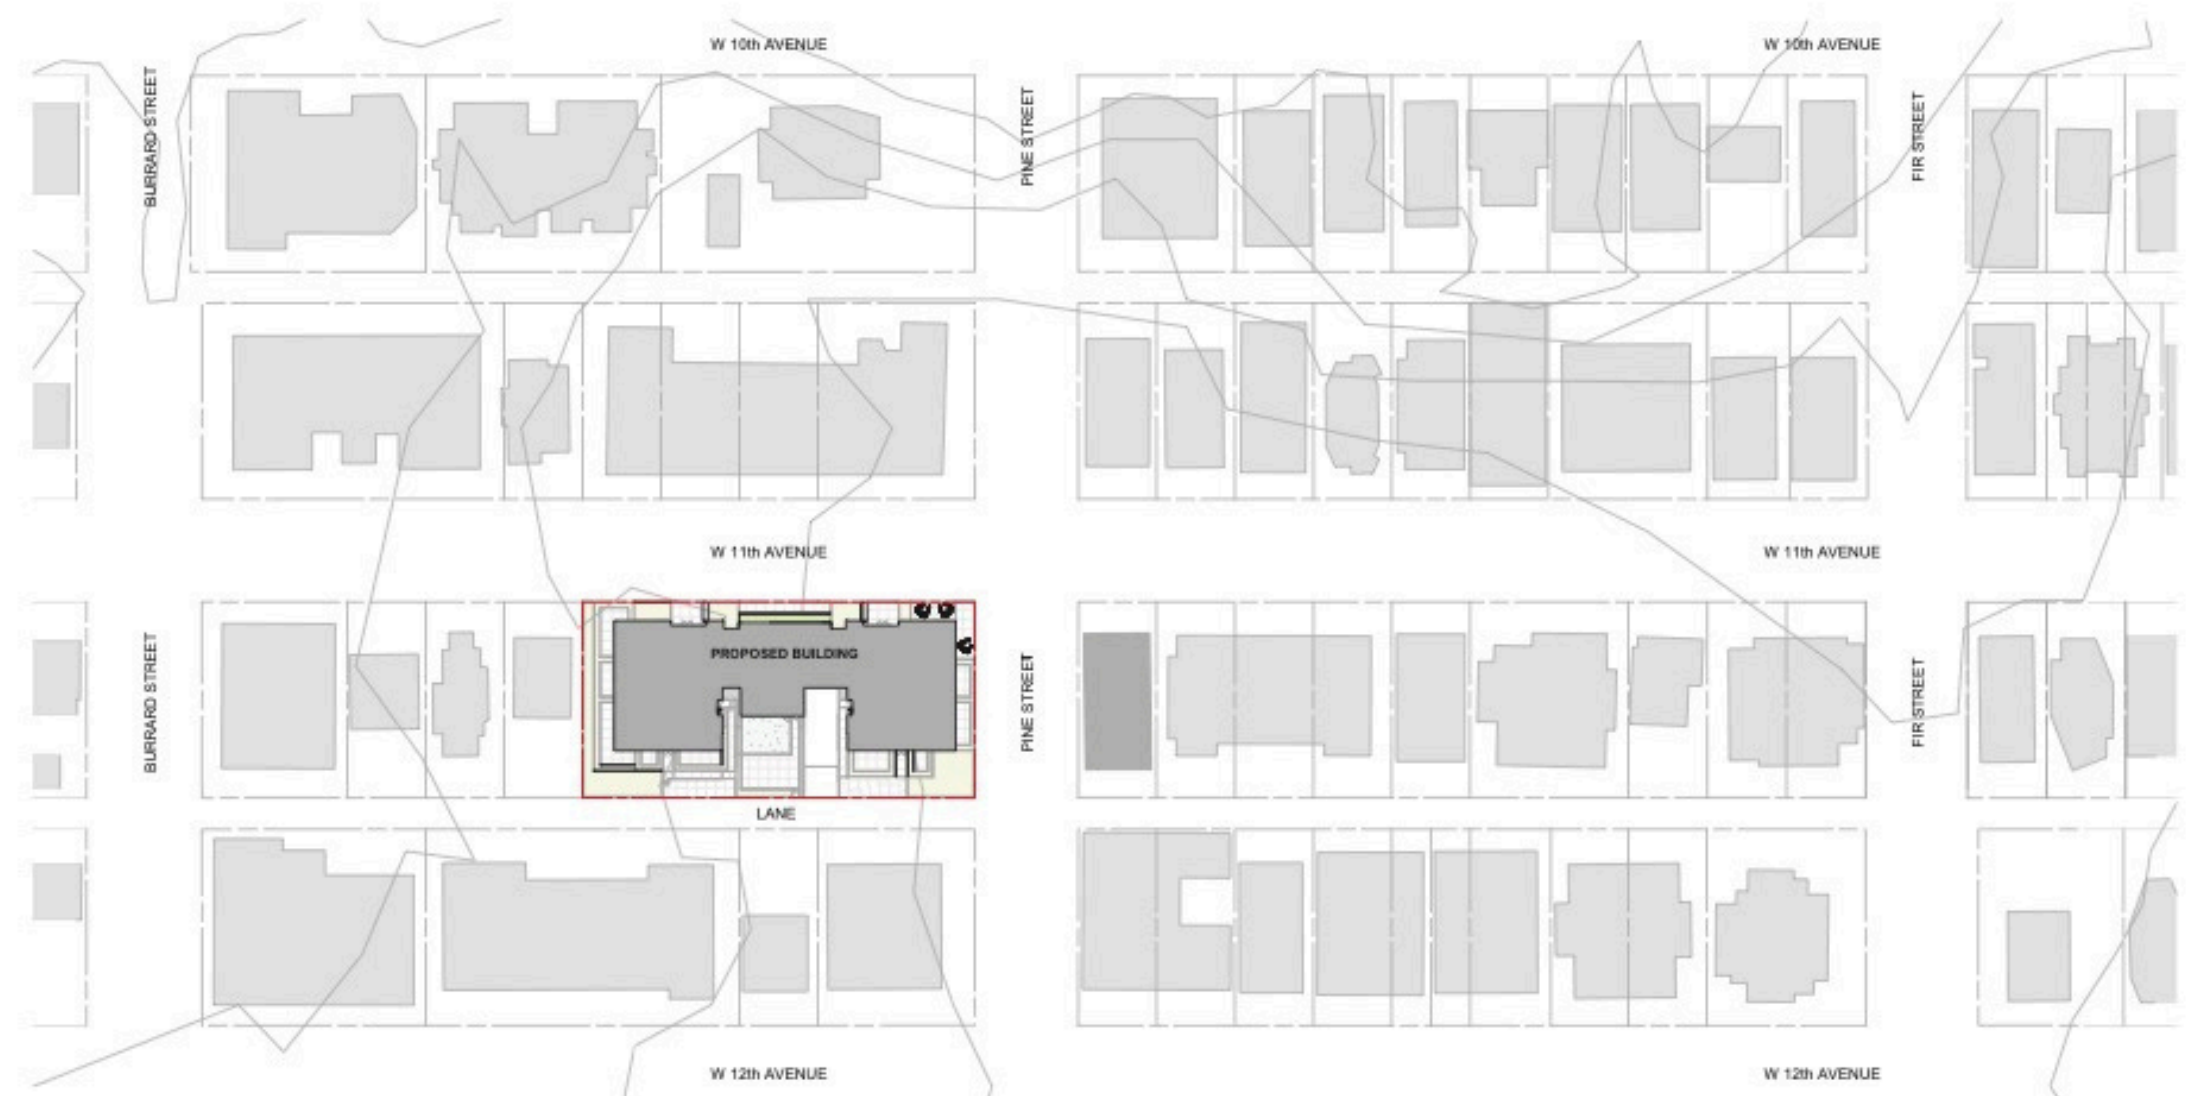 W 10th AVENUE
W 10th AVENUE
BURRARD STREET
PINE STREET
FIR STREET
W 11th AVENUE
W 11th AVENUE
PROPOSED BUILDING
BURRARD STREET
PINE STREET
FIR STREET
LANE
W 12th AVENUE
W 12th AVENUE